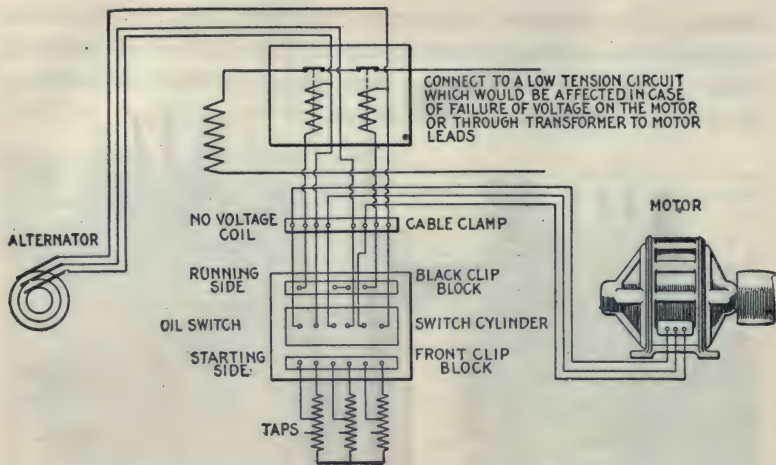 CONNECT TO A LOW TENSION CIRCUIT
WHICH WOULD BE AFFECTED IN CASE
OF FAILURE OF VOLTAGE ON THE MOTOR
OR THROUGH TRANSFORMER TO MOTOR
LEADS
ALTERNATOR
NO VOLTAGE
COIL
CABLE CLAMP
MOTOR
RUNNING
SIDE
BLACK CLIP
BLOCK
OIL SWITCH
SWITCH CYLINDER
STARTING
SIDE
FRONT CLIP
BLOCK
TAPS